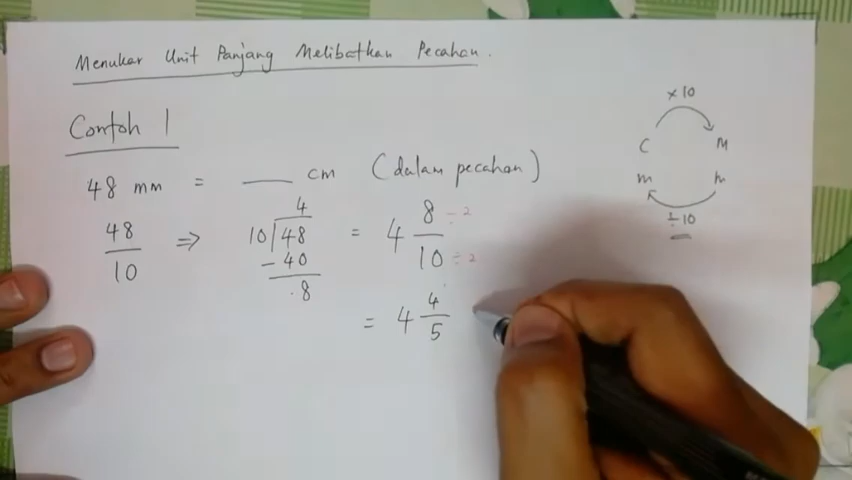 Menukar Unit Panjang Melibatkan Pecahan.
Contoh 1
48 mm = ___ cm (dalam pecahan)
48/10 ⇒ 10)48 = 4 8/10
4
- 40
8
÷2
÷2
= 4 4/5
×10
C M
m m
÷10